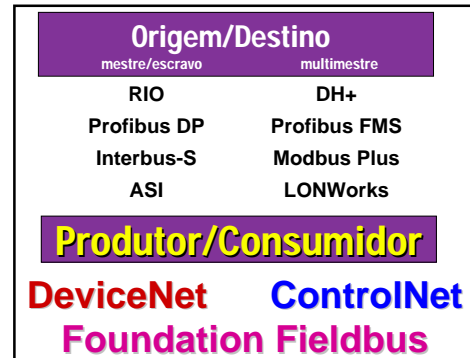 Origem/Destino
mestre/escravo multimestre
RIO DH+
Profibus DP Profibus FMS
Interbus-S Modbus Plus
ASI LONWorks
Produtor/Consumidor
DeviceNet ControlNet
Foundation Fieldbus